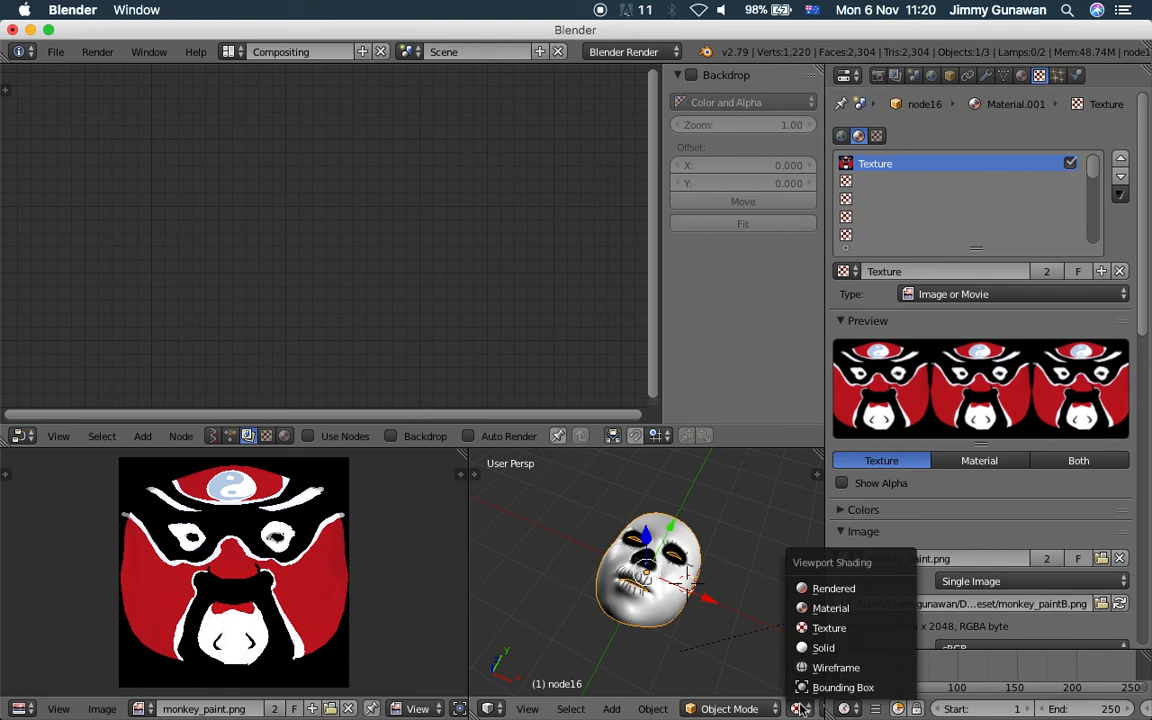 Blender Window 11 98% Mon 6 Nov 11:20 Jimmy Gunawan
Blender
File Render Window Help Compositing Scene Blender Render v2.79 | Verts:1,220 | Faces:2,304 | Tris:2,304 | Objects:1/3 | Lamps:0/2 | Mem:48.74M | node1
Backdrop
Color and Alpha
Zoom: 1.00
Offset:
X: 0.000
Y: 0.000
Move
Fit
node16 Material.001 Texture
Texture
Texture 2 F
Type: Image or Movie
Preview
Texture Material Both
Show Alpha
Colors
Image
_paint.png 2 F
Single Image
jimmygunawan/D...eset/monkey_paintB.png
x 2048, RGBA byte
View Select Add Node Use Nodes Backdrop Auto Render
User Persp
(1) node16
Viewport Shading
Rendered
Material
Texture
Solid
Wireframe
Bounding Box
View Image monkey_paint.png 2 F View
View Select Add Object Object Mode
200 250
Start: 1 End: 250